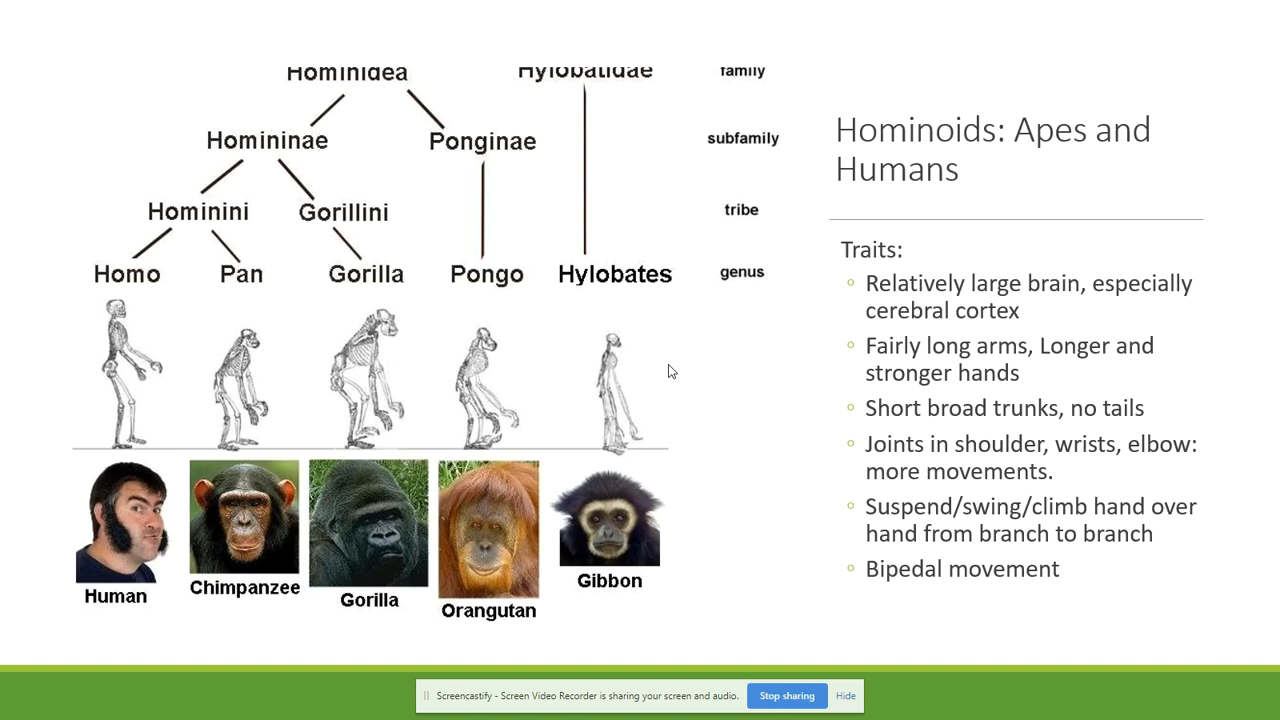 Hominidea Hylobatidae family
Homininae Ponginae subfamily
Hominini Gorillini tribe
Homo Pan Gorilla Pongo Hylobates genus
Human
Chimpanzee
Gorilla
Orangutan
Gibbon
Hominoids: Apes and
Humans
Traits:
Relatively large brain, especially
cerebral cortex
Fairly long arms, Longer and
stronger hands
Short broad trunks, no tails
Joints in shoulder, wrists, elbow:
more movements.
Suspend/swing/climb hand over
hand from branch to branch
Bipedal movement
Screencastify - Screen Video Recorder is sharing your screen and audio. Stop sharing Hide